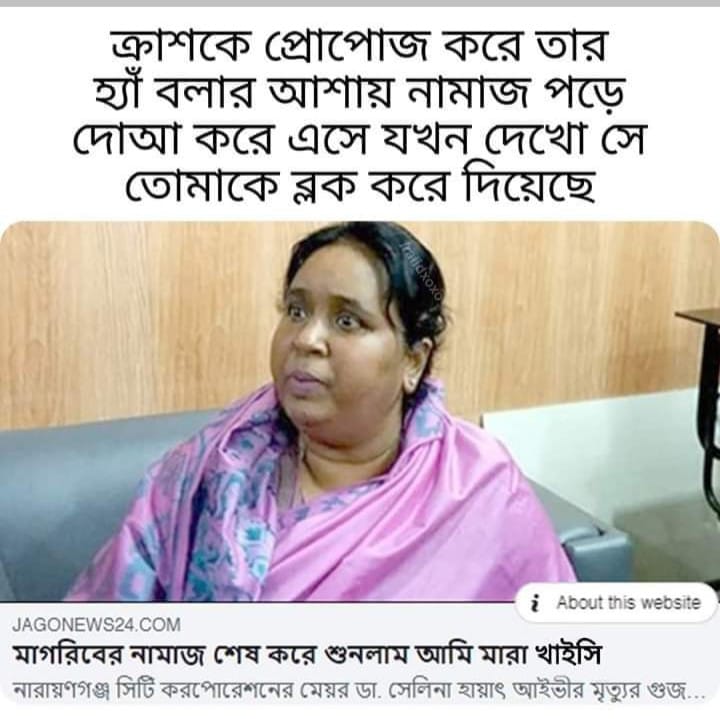 ক্রাশকে প্রোপোজ করে তার
হ্যাঁ বলার আশায় নামাজ পড়ে
দোআ করে এসে যখন দেখো সে
তোমাকে ব্লক করে দিয়েছে
fraiidxoxo
i About this website
JAGONEWS24.COM
মাগরিবের নামাজ শেষ করে শুনলাম আমি মারা খাইসি
নারায়ণগঞ্জ সিটি করপোরেশনের মেয়র ডা. সেলিনা হায়াৎ আইভীর মৃত্যুর গুজ...